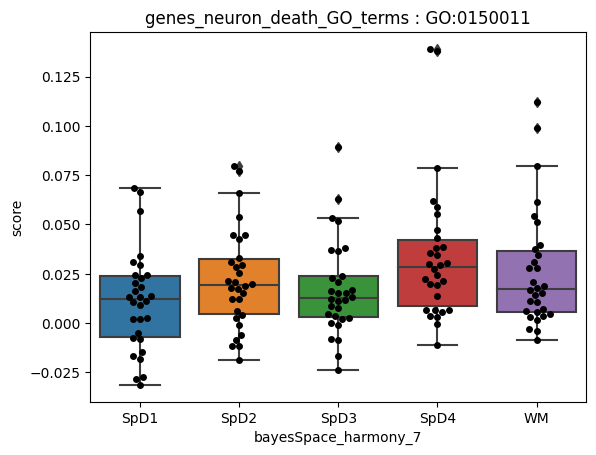 genes_neuron_death_GO_terms : GO:0150011
score
0.125
0.100
0.075
0.050
0.025
0.000
−0.025
SpD1 SpD2 SpD3 SpD4 WM
bayesSpace_harmony_7